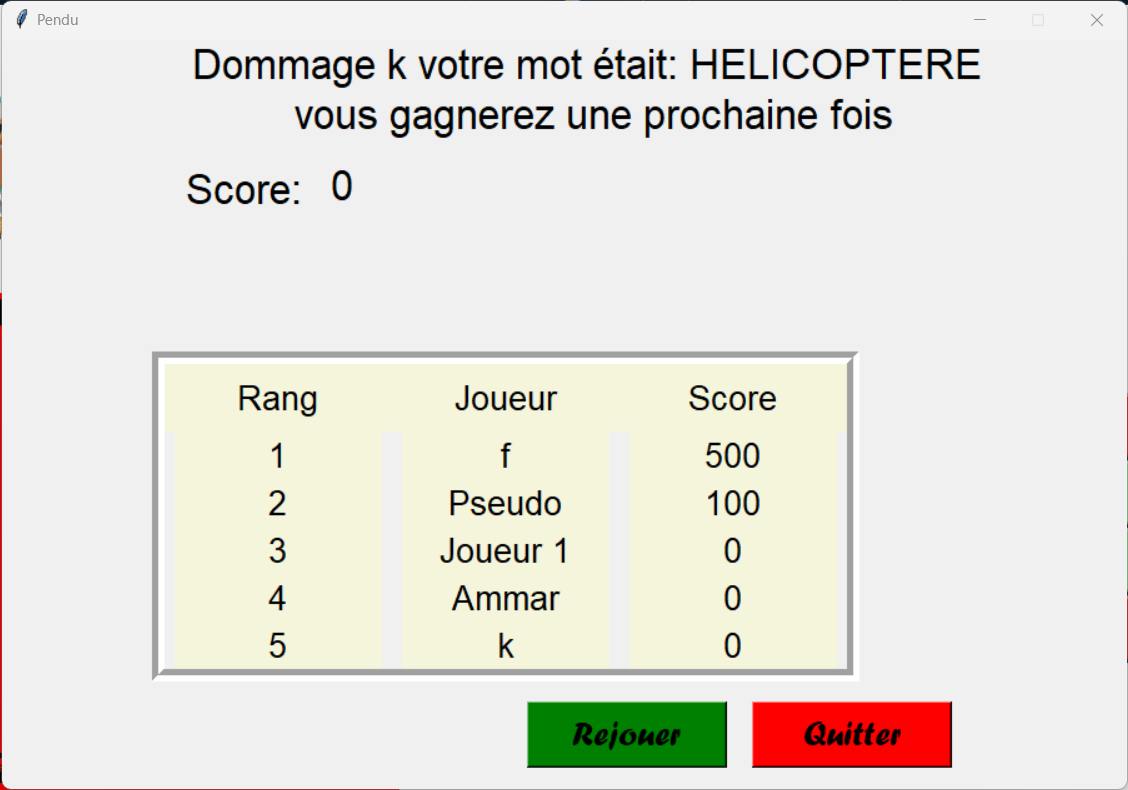 Pendu
Dommage k votre mot était: HELICOPTERE
vous gagnerez une prochaine fois
Score: 0
Rang Joueur Score
1 f 500
2 Pseudo 100
3 Joueur 1 0
4 Ammar 0
5 k 0
Rejouer Quitter